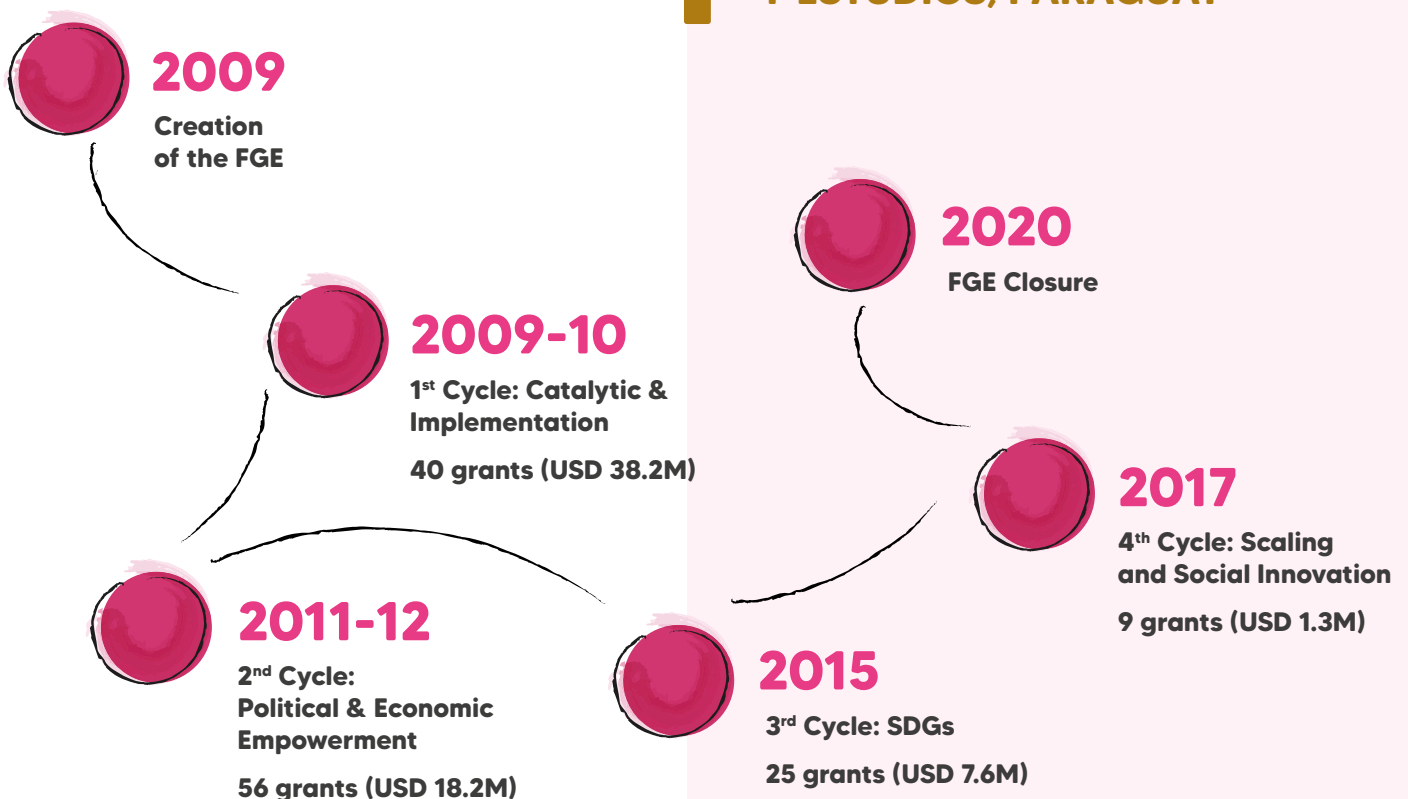 Y ESTUDIOS, PARAGUAY
2009
Creation
of the FGE
2009-10
1st Cycle: Catalytic &
Implementation
40 grants (USD 38.2M)
2011-12
2nd Cycle:
Political & Economic
Empowerment
56 grants (USD 18.2M)
2015
3rd Cycle: SDGs
25 grants (USD 7.6M)
2017
4th Cycle: Scaling
and Social Innovation
9 grants (USD 1.3M)
2020
FGE Closure